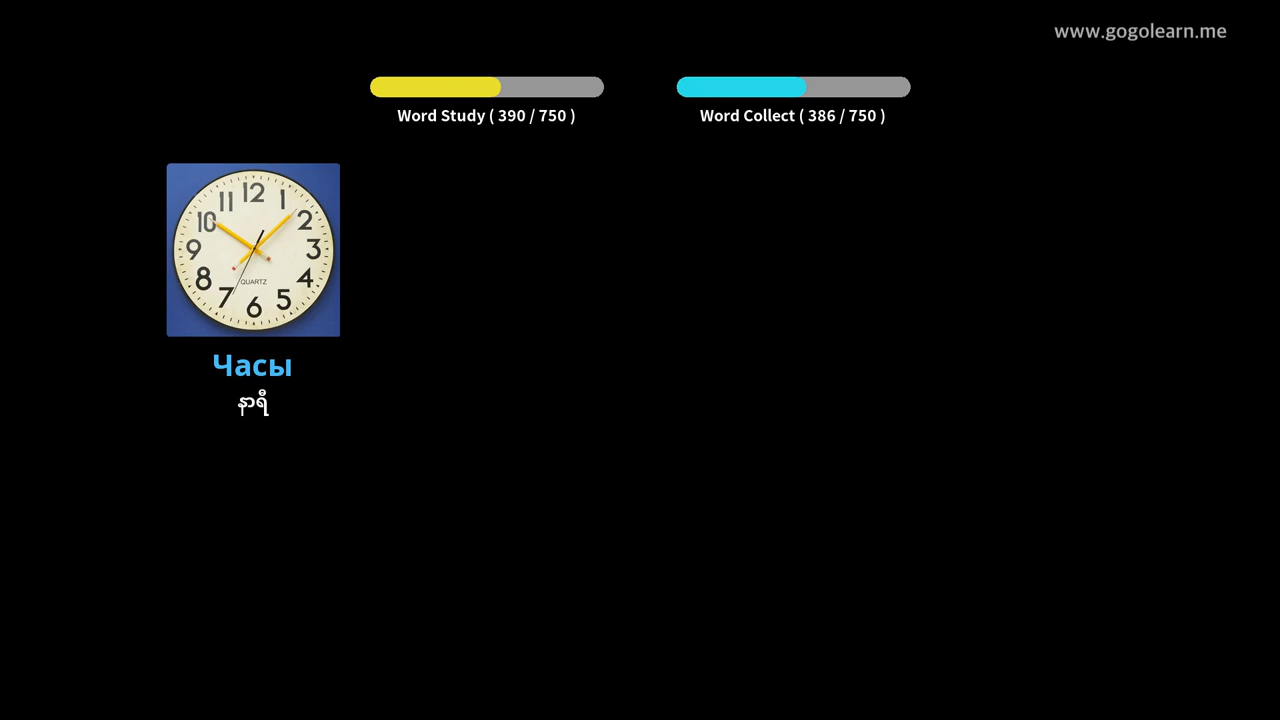 www.gogolearn.me
Word Study ( 390 / 750 )
Word Collect ( 386 / 750 )
12
11
1
10
2
9
3
8
4
QUARTZ
7
5
6
Часы
နာရီ